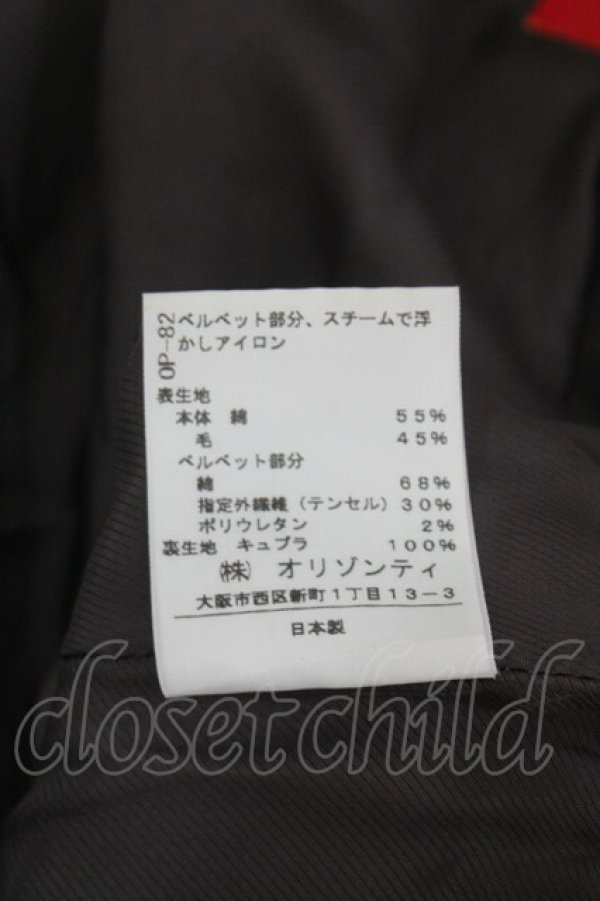 OP-82
ベルベット部分、スチームで浮
かしアイロン
表生地
本体 綿 55%
毛 45%
ベルベット部分
綿 68%
指定外繊維(テンセル)30%
ポリウレタン 2%
裏生地 キュプラ 100%
㈱ オリゾンティ
大阪市西区新町1丁目13-3
日本製
closetchild